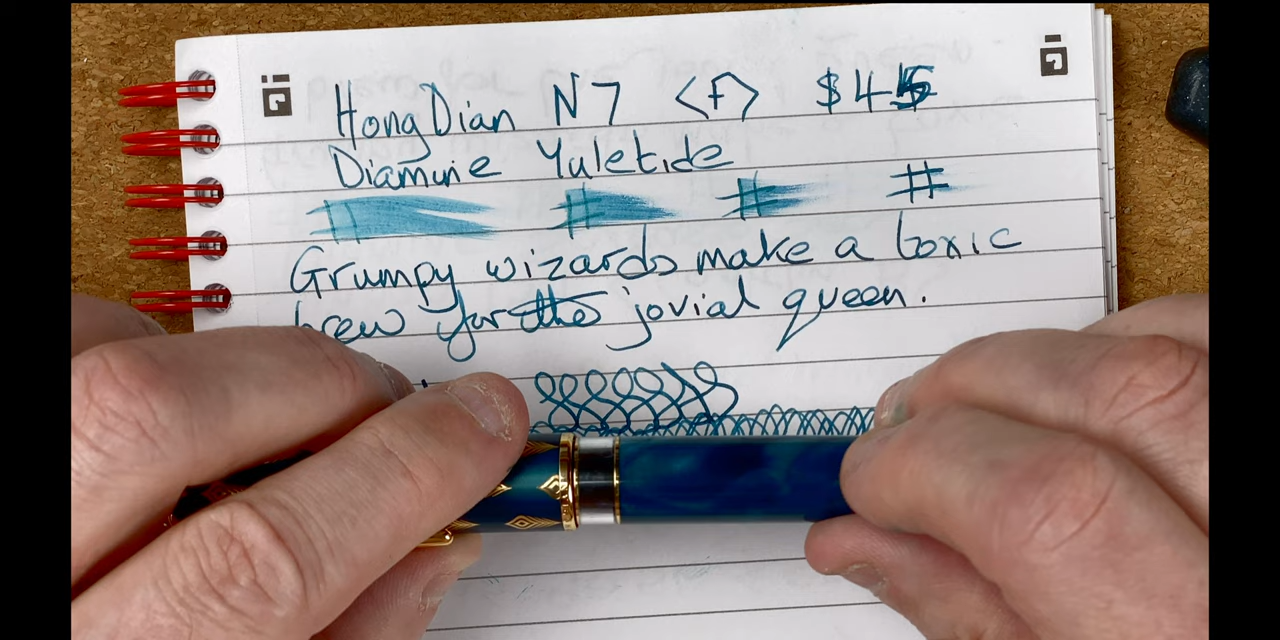 HongDian N7 <F> $45
Diamine Yuletide
Grumpy wizards make a toxic
brew for the jovial queen.